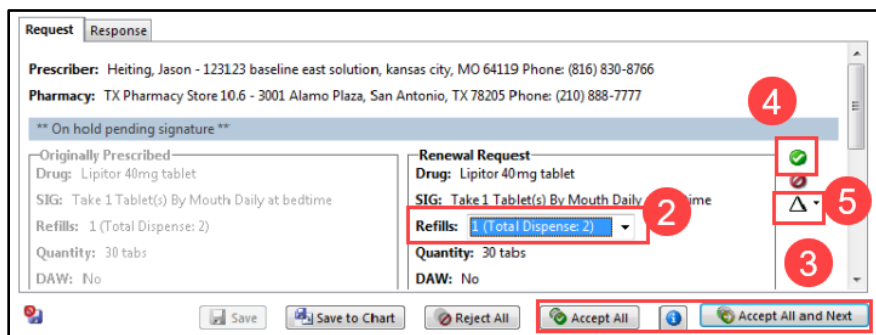 Request Response
Prescriber: Heiting, Jason - 123123 baseline east solution, kansas city, MO 64119 Phone: (816) 830-8766
Pharmacy: TX Pharmacy Store 10.6 - 3001 Alamo Plaza, San Antonio, TX 78205 Phone: (210) 888-7777
4
** On hold pending signature **
Originally Prescribed
Drug: Lipitor 40mg tablet
SIG: Take 1 Tablet(s) By Mouth Daily at bedtime
Refills: 1 (Total Dispense: 2)
Quantity: 30 tabs
DAW: No
Renewal Request
Drug: Lipitor 40mg tablet
SIG: Take 1 Tablet(s) By Mouth Daily me
Refills: 1 (Total Dispense: 2)
2
Quantity: 30 tabs
DAW: No
5
3
Save Save to Chart Reject All Accept All Accept All and Next